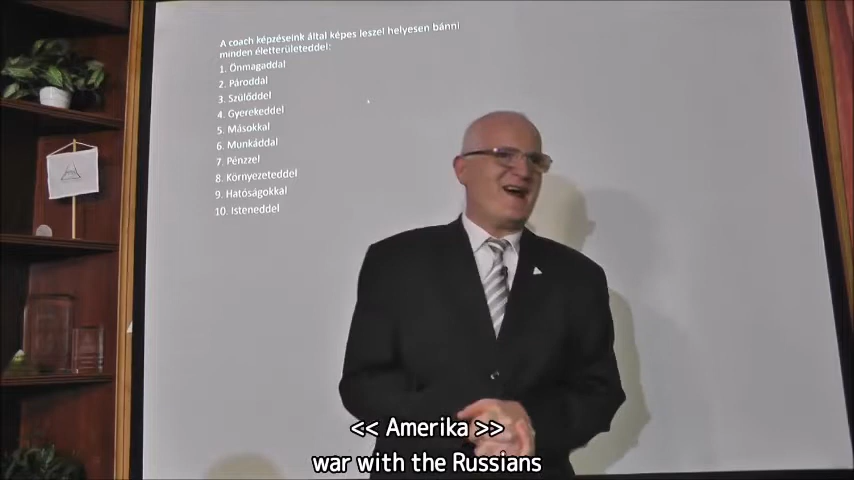 A coach képzéseink által képes leszel helyesen bánni
minden életterületeddel:
1. Önmagaddal
2. Pároddal
3. Szülőddel
4. Gyerekeddel
5. Másokkal
6. Munkáddal
7. Pénzzel
8. Környezeteddel
9. Hatóságokkal
10. Isteneddel
<< Amerika >>
war with the Russians